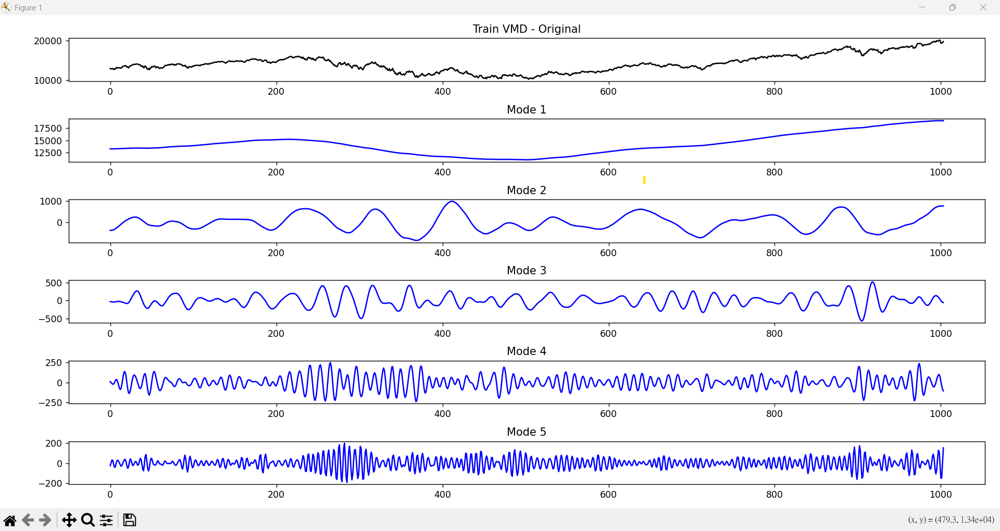 Figure 1
Train VMD - Original
20000
10000
0 200 400 600 800 1000
Mode 1
17500
15000
12500
0 200 400 600 800 1000
Mode 2
1000
0
0 200 400 600 800 1000
Mode 3
500
0
−500
0 200 400 600 800 1000
Mode 4
250
0
−250
0 200 400 600 800 1000
Mode 5
200
0
−200
0 200 400 600 800 1000
(x, y) = (479.3, 1.34e+04)